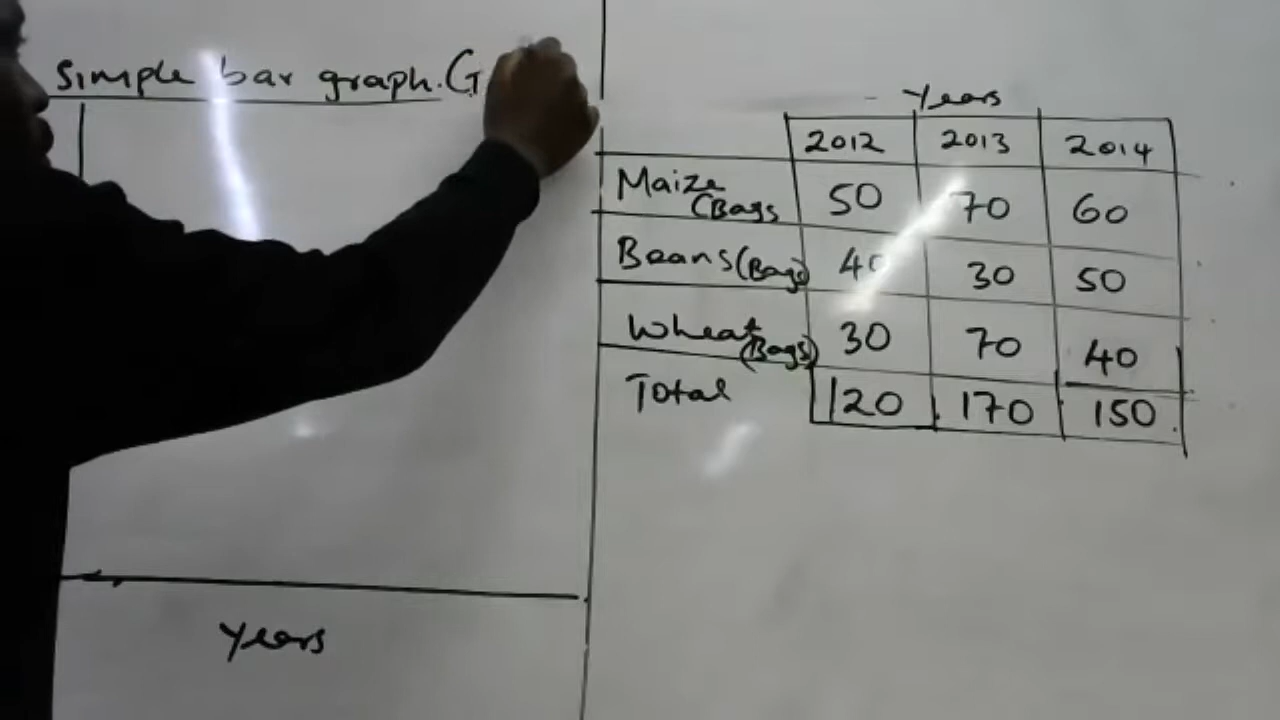 Simple bar graph. (G
Years
Years
2012 2013 2014
Maize (Bags 50 70 60
Beans (Bags) 40 30 50
Wheat (Bags) 30 70 40
Total 120 170 150